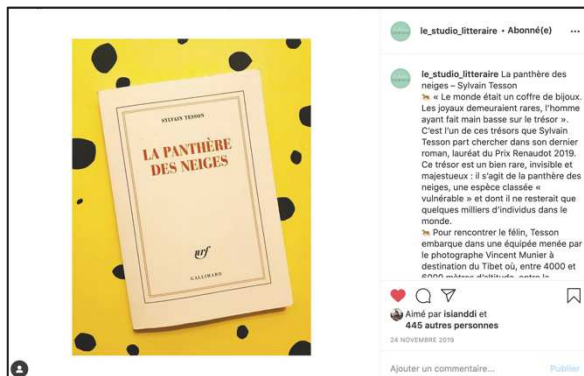 SYLVAIN TESSON
LA PANTHÈRE
DES NEIGES
nrf
GALLIMARD
le_studio_litteraire • Abonné(e) ...
le_studio_litteraire La panthère des
neiges – Sylvain Tesson
🐆 « Le monde était un coffre de bijoux.
Les joyaux demeuraient rares, l'homme
ayant fait main basse sur le trésor ».
C'est l'un de ces trésors que Sylvain
Tesson part chercher dans son dernier
roman, lauréat du Prix Renaudot 2019.
Ce trésor est un bien rare, invisible et
majestueux : il s'agit de la panthère des
neiges, une espèce classée «
vulnérable » et dont il ne resterait que
quelques milliers d'individus dans le
monde.
🐆 Pour rencontrer le félin, Tesson
embarque dans une équipée menée par
le photographe Vincent Munier à
destination du Tibet où, entre 4000 et
6000 mètres d'altitude, entre le
Aimé par isianddi et
445 autres personnes
24 NOVEMBRE 2019
Ajouter un commentaire... Publier